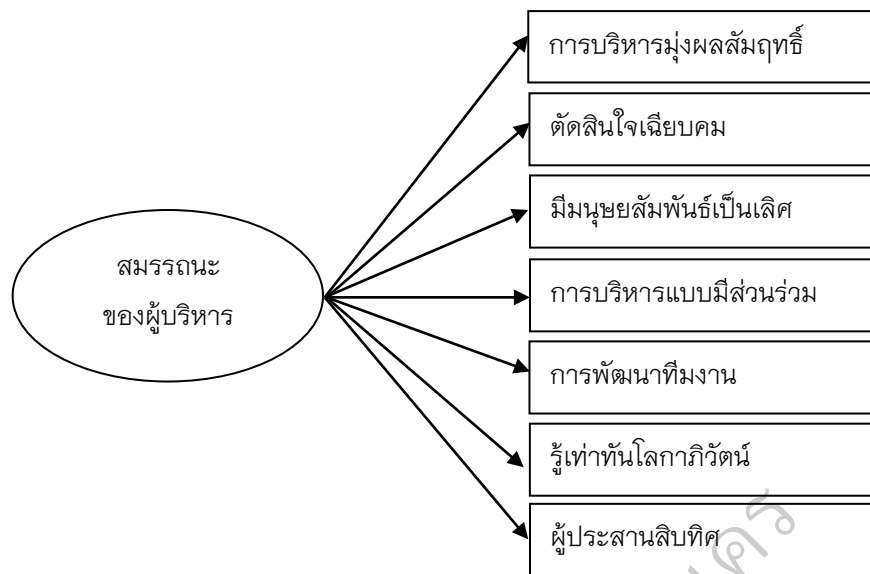 การบริหารมุ่งผลสัมฤทธิ์
ตัดสินใจเฉียบคม
มีมนุษยสัมพันธ์เป็นเลิศ
สมรรถนะ
ของผู้บริหาร
การบริหารแบบมีส่วนร่วม
การพัฒนาทีมงาน
รู้เท่าทันโลกาภิวัตน์
ผู้ประสานสิบทิศ